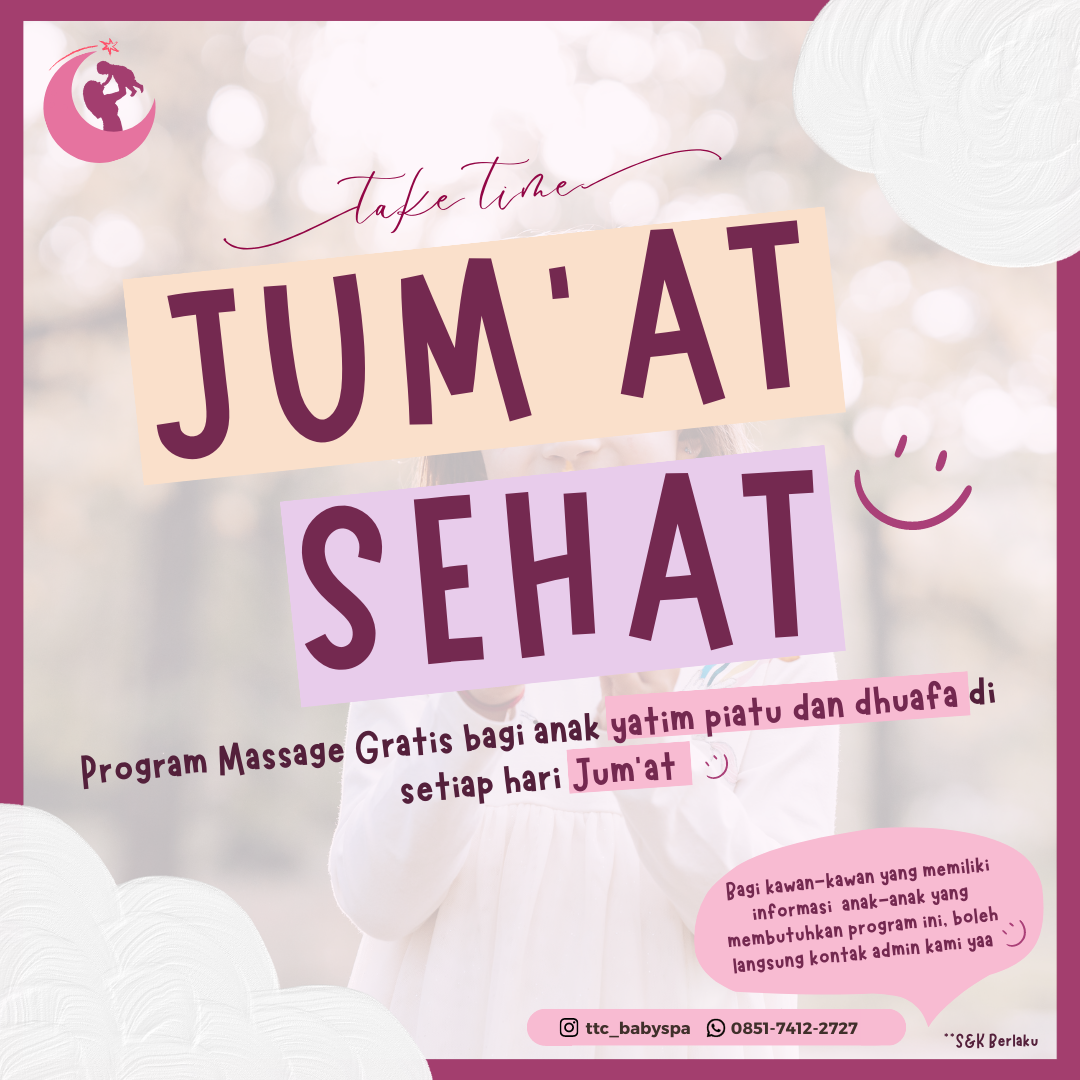 take time
JUM'AT
SEHAT
Program Massage Gratis bagi anak yatim piatu dan dhuafa di
setiap hari Jum'at
Bagi kawan-kawan yang memiliki
informasi anak-anak yang
membutuhkan program ini, boleh
langsung kontak admin kami yaa
ttc_babyspa 0851-7412-2727
**S&K Berlaku